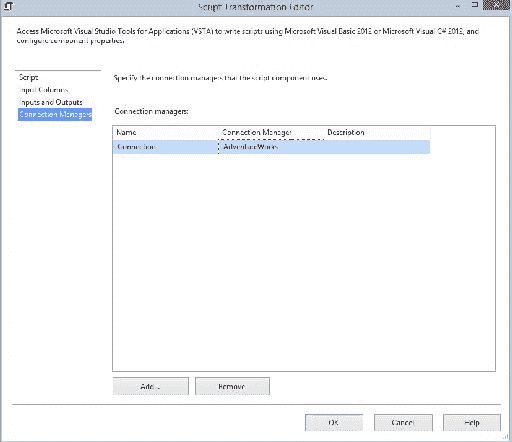 Script Transformation Editor
Access Microsoft Visual Studio Tools for Applications (VSTA) to write scripts using Microsoft Visual Basic 2012 or Microsoft Visual C# 2012, and
configure component properties.
Script
Input Columns
Inputs and Outputs
Connection Managers
Specify the connection managers that the script component uses.
Connection managers:
Name Connection Manager Description
Connection AdventureWorks
Add... Remove
OK Cancel Help